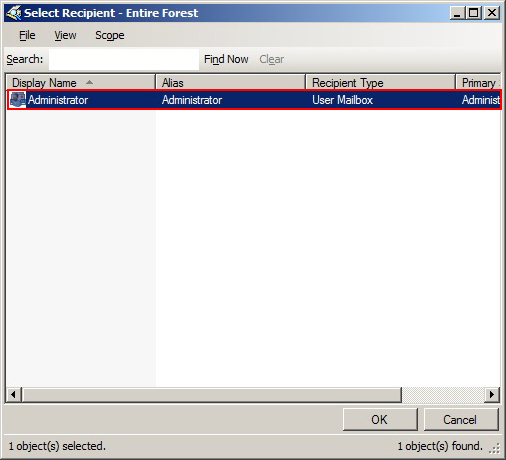 Select Recipient - Entire Forest
File View Scope
Search: Find Now Clear
Display Name Alias Recipient Type Primary
Administrator Administrator User Mailbox Administ
OK Cancel
1 object(s) selected. 1 object(s) found.